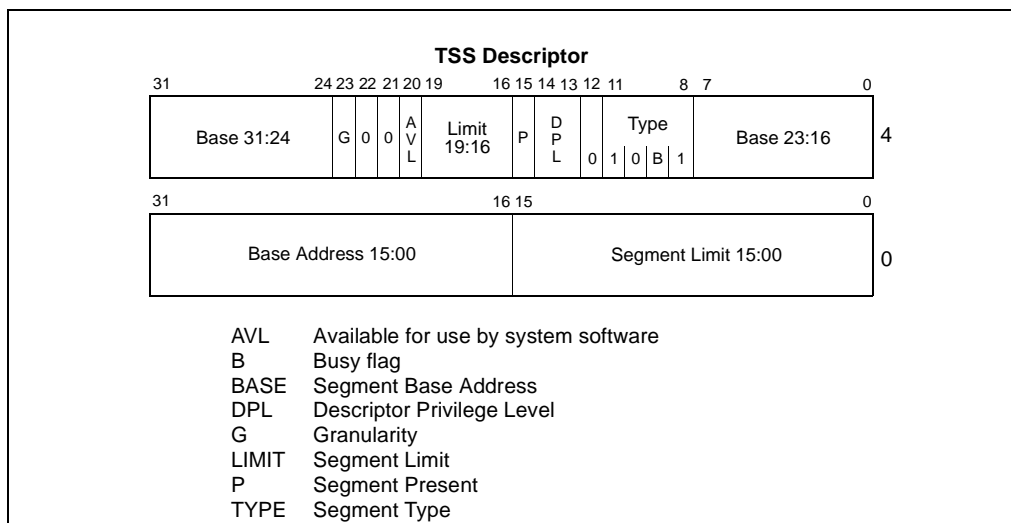 TSS Descriptor
31 24 23 22 21 20 19 16 15 14 13 12 11 8 7 0
Base 31:24 G 0 0 AVL Limit 19:16 P DPL 0 Type 1 0 B 1 Base 23:16 4
31 16 15 0
Base Address 15:00 Segment Limit 15:00 0
AVL Available for use by system software
B Busy flag
BASE Segment Base Address
DPL Descriptor Privilege Level
G Granularity
LIMIT Segment Limit
P Segment Present
TYPE Segment Type